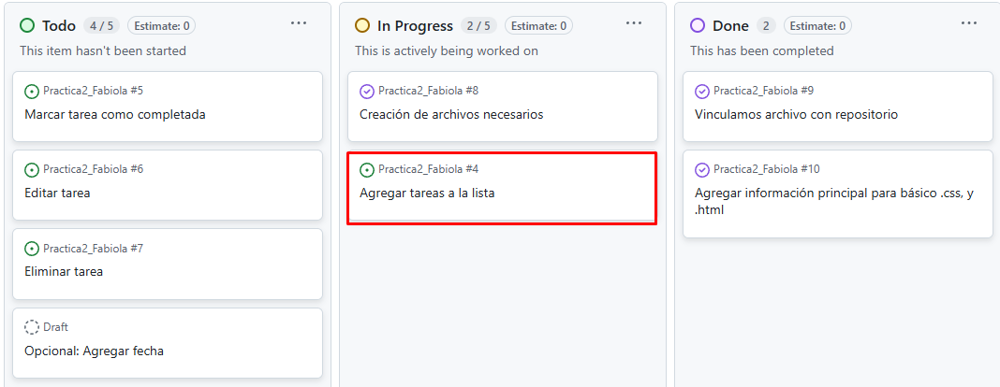 Todo 4 / 5 Estimate: 0 ...
This item hasn't been started
Practica2_Fabiola #5
Marcar tarea como completada
Practica2_Fabiola #6
Editar tarea
Practica2_Fabiola #7
Eliminar tarea
Draft
Opcional: Agregar fecha
In Progress 2 / 5 Estimate: 0 ...
This is actively being worked on
Practica2_Fabiola #8
Creación de archivos necesarios
Practica2_Fabiola #4
Agregar tareas a la lista
Done 2 Estimate: 0 ...
This has been completed
Practica2_Fabiola #9
Vinculamos archivo con repositorio
Practica2_Fabiola #10
Agregar información principal para básico .css, y
.html